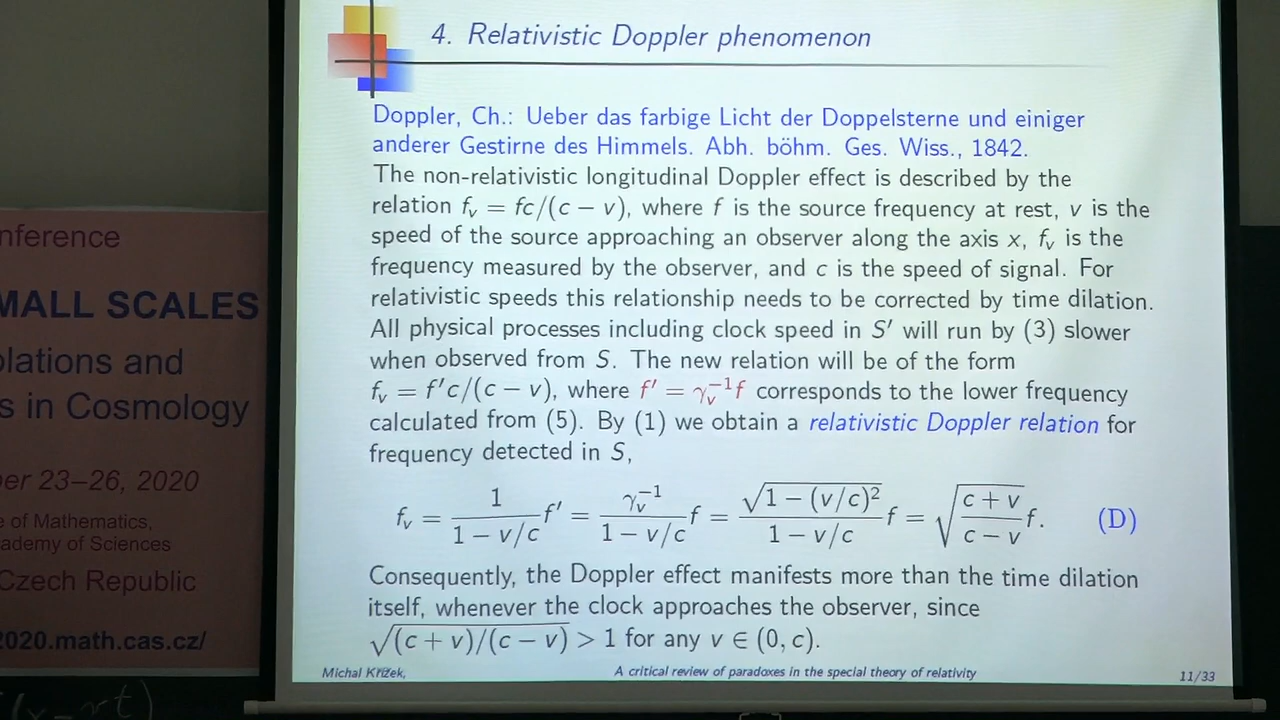 4. Relativistic Doppler phenomenon
Doppler, Ch.: Ueber das farbige Licht der Doppelsterne und einiger
anderer Gestirne des Himmels. Abh. böhm. Ges. Wiss., 1842.
The non-relativistic longitudinal Doppler effect is described by the
relation f_v = fc/(c − v), where f is the source frequency at rest, v is the
speed of the source approaching an observer along the axis x, f_v is the
frequency measured by the observer, and c is the speed of signal. For
relativistic speeds this relationship needs to be corrected by time dilation.
All physical processes including clock speed in S′ will run by (3) slower
when observed from S. The new relation will be of the form
f_v = f′c/(c − v), where f′ = γ_v^{−1}f corresponds to the lower frequency
calculated from (5). By (1) we obtain a relativistic Doppler relation for
frequency detected in S,
f_v = \frac{1}{1 − v/c} f′ = \frac{γ_v^{−1}}{1 − v/c} f = \frac{\sqrt{1 − (v/c)^2}}{1 − v/c} f = \sqrt{\frac{c + v}{c − v}} f. (D)
Consequently, the Doppler effect manifests more than the time dilation
itself, whenever the clock approaches the observer, since
√(c + v)/(c − v) > 1 for any v ∈ (0, c).
Michal Křížek, A critical review of paradoxes in the special theory of relativity 11/33
nference
MALL SCALES
olations and
s in Cosmology
er 23–26, 2020
e of Mathematics,
ademy of Sciences
Czech Republic
2020.math.cas.cz/